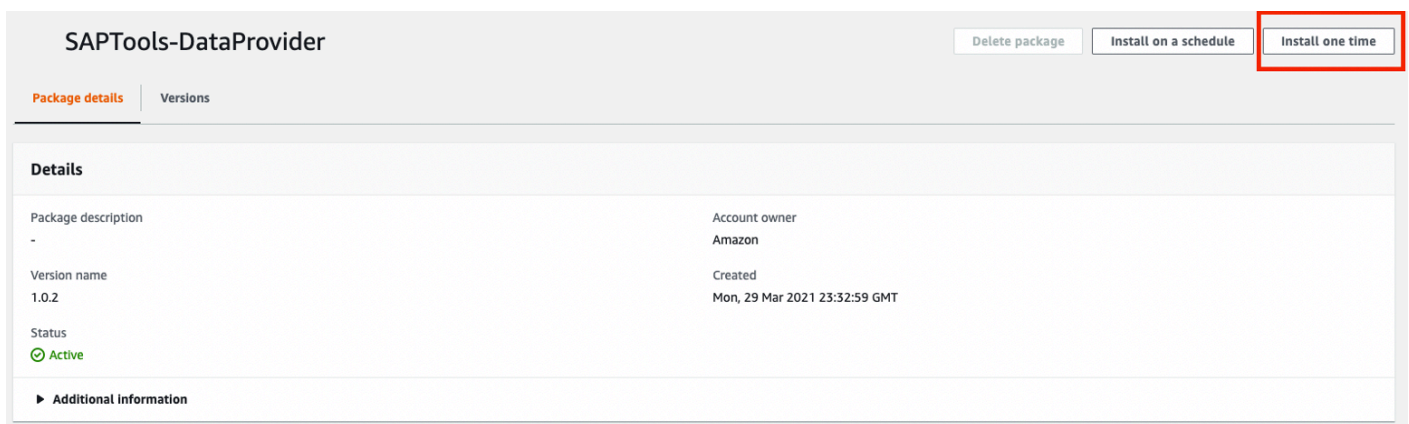 SAPTools-DataProvider
Delete package
Install on a schedule
Install one time
Package details
Versions
Details
Package description
-
Account owner
Amazon
Version name
1.0.2
Created
Mon, 29 Mar 2021 23:32:59 GMT
Status
Active
Additional information